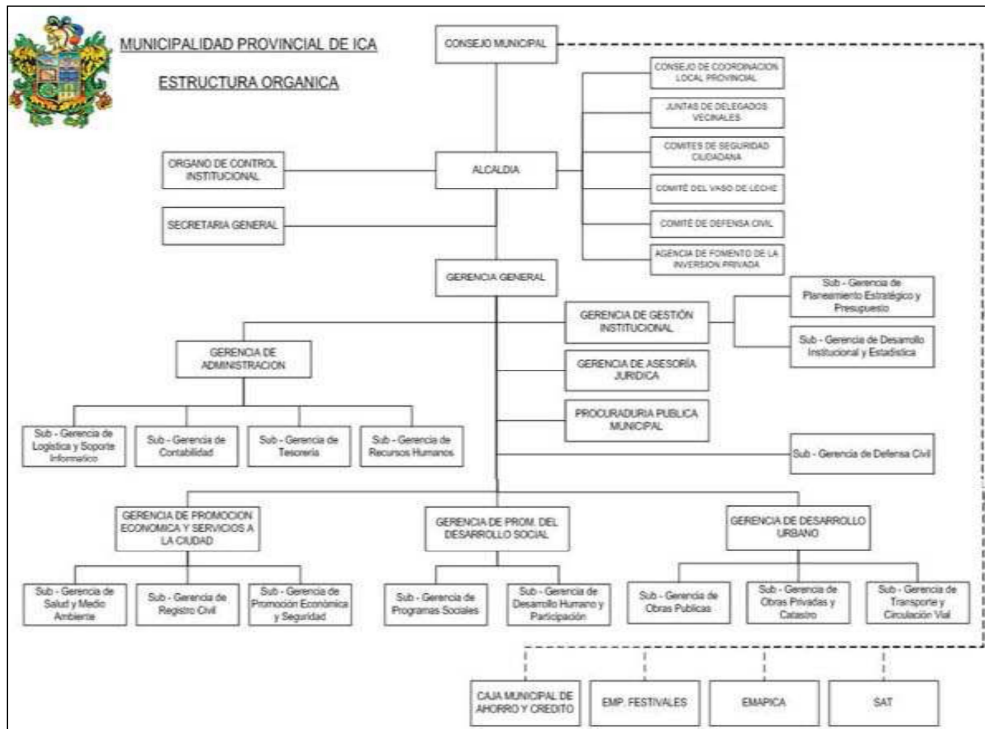 MUNICIPALIDAD PROVINCIAL DE ICA
ESTRUCTURA ORGANICA
CONSEJO MUNICIPAL
CONSEJO DE COORDINACION
LOCAL PROVINCIAL
JUNTAS DE DELEGADOS
VECINALES
COMITES DE SEGURIDAD
CIUDADANA
COMITÉ DEL VASO DE LECHE
COMITÉ DE DEFENSA CIVIL
AGENCIA DE FOMENTO DE LA
INVERSION PRIVADA
ORGANO DE CONTROL
INSTITUCIONAL
ALCALDIA
SECRETARIA GENERAL
GERENCIA GENERAL
GERENCIA DE GESTIÓN
INSTITUCIONAL
Sub - Gerencia de
Planeamiento Estratégico y
Presupuesto
Sub - Gerencia de Desarrollo
Institucional y Estadistica
GERENCIA DE ASESORÍA
JURIDICA
PROCURADURIA PUBLICA
MUNICIPAL
GERENCIA DE
ADMINISTRACION
Sub - Gerencia de
Logística y Soporte
Informatico
Sub - Gerencia de
Contabilidad
Sub - Gerencia de
Tesorería
Sub - Gerencia de
Recursos Humanos
Sub - Gerencia de Defensa Civil
GERENCIA DE PROMOCION
ECONOMICA Y SERVICIOS A
LA CIUDAD
GERENCIA DE PROM. DEL
DESARROLLO SOCIAL
GERENCIA DE DESARROLLO
URBANO
Sub - Gerencia de
Salud y Medio
Ambiente
Sub - Gerencia de
Registro Civil
Sub - Gerencia de
Promoción Económica
y Seguridad
Sub - Gerencia de
Programas Sociales
Sub - Gerencia de
Desarrollo Humano y
Participación
Sub - Gerencia de
Obras Publicas
Sub - Gerencia de
Obras Privadas y
Catastro
Sub - Gerencia de
Transporte y
Circulación Vial
CAJA MUNICIPAL DE
AHORRO Y CREDITO
EMP. FESTIVALES
EMAPICA
SAT